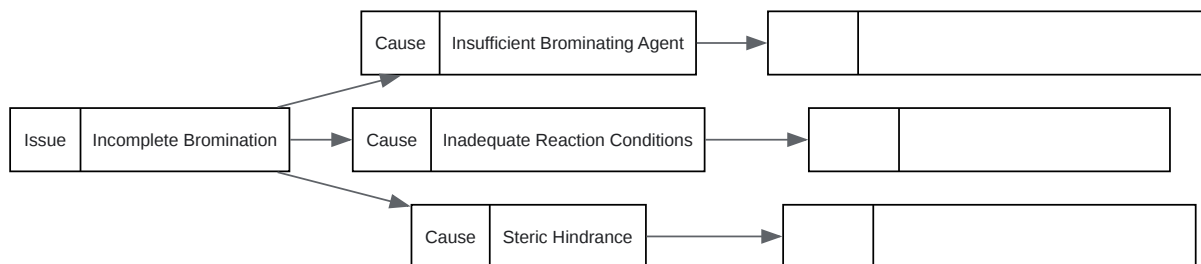 Cause Insufficient Brominating Agent
Issue Incomplete Bromination
Cause Inadequate Reaction Conditions
Cause Steric Hindrance